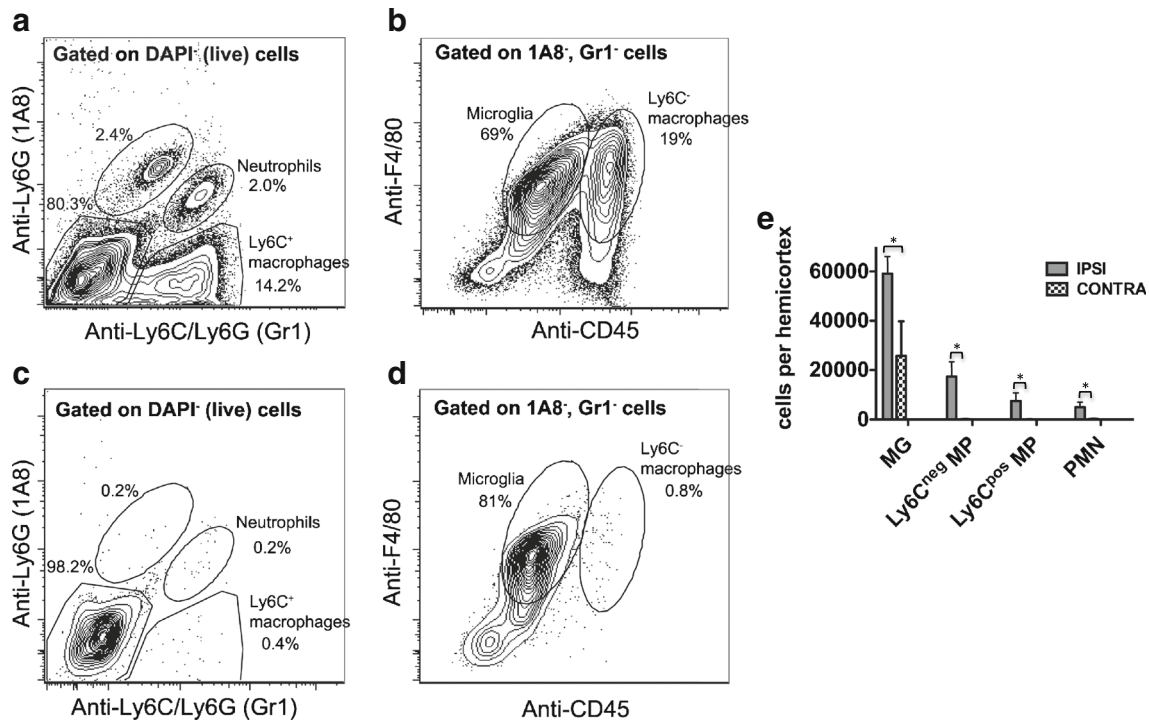 a
Gated on DAPI⁻ (live) cells
2.4%
Neutrophils
2.0%
80.3%
Ly6C⁺
macrophages
14.2%
Anti-Ly6G (1A8)
Anti-Ly6C/Ly6G (Gr1)
b
Gated on 1A8⁻, Gr1⁻ cells
Microglia
69%
Ly6C⁻
macrophages
19%
Anti-F4/80
Anti-CD45
c
Gated on DAPI⁻ (live) cells
0.2%
Neutrophils
0.2%
98.2%
Ly6C⁺
macrophages
0.4%
Anti-Ly6G (1A8)
Anti-Ly6C/Ly6G (Gr1)
d
Gated on 1A8⁻, Gr1⁻ cells
Microglia
81%
Ly6C⁻
macrophages
0.8%
Anti-F4/80
Anti-CD45
e
cells per hemicortex
60000
40000
20000
0
* * * *
IPSI
CONTRA
MG
Ly6Cⁿᵉᵍ MP
Ly6Cᵖᵒˢ MP
PMN